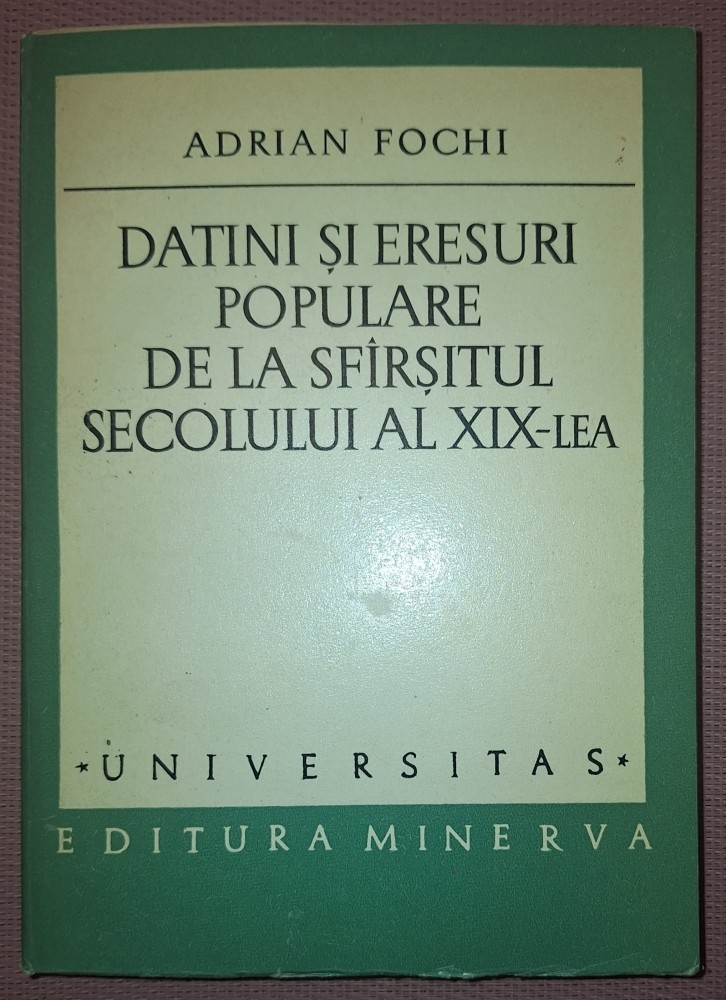 ADRIAN FOCHI
DATINI ȘI ERESURI
POPULARE
DE LA SFÎRȘITUL
SECOLULUI AL XIX-LEA
*UNIVERSITAS*
EDITURA MINERVA